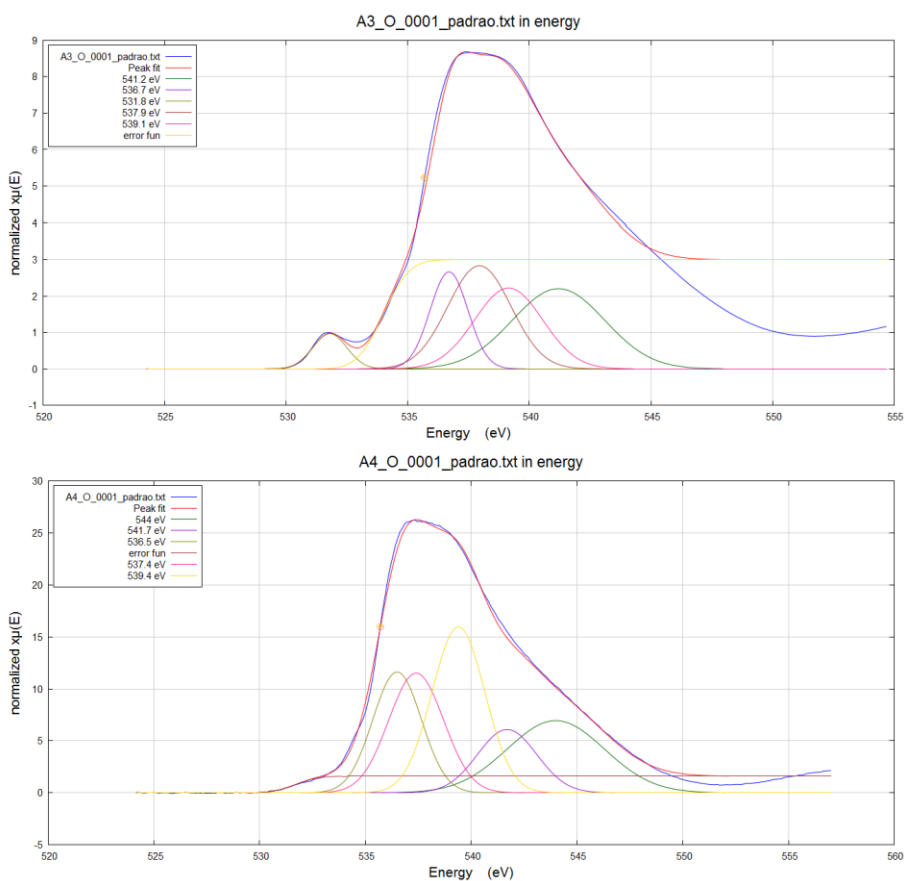 A3_O_0001_padrao.txt in energy
9
8
7
6
5
4
3
2
1
0
-1
normalized xμ(E)
A3_O_0001_padrao.txt
Peak fit
541.2 eV
536.7 eV
531.8 eV
537.9 eV
539.1 eV
error fun
520 525 530 535 540 545 550 555
Energy (eV)
A4_O_0001_padrao.txt in energy
30
25
20
15
10
5
0
-5
normalized xμ(E)
A4_O_0001_padrao.txt
Peak fit
544 eV
541.7 eV
536.5 eV
error fun
537.4 eV
539.4 eV
520 525 530 535 540 545 550 555 560
Energy (eV)